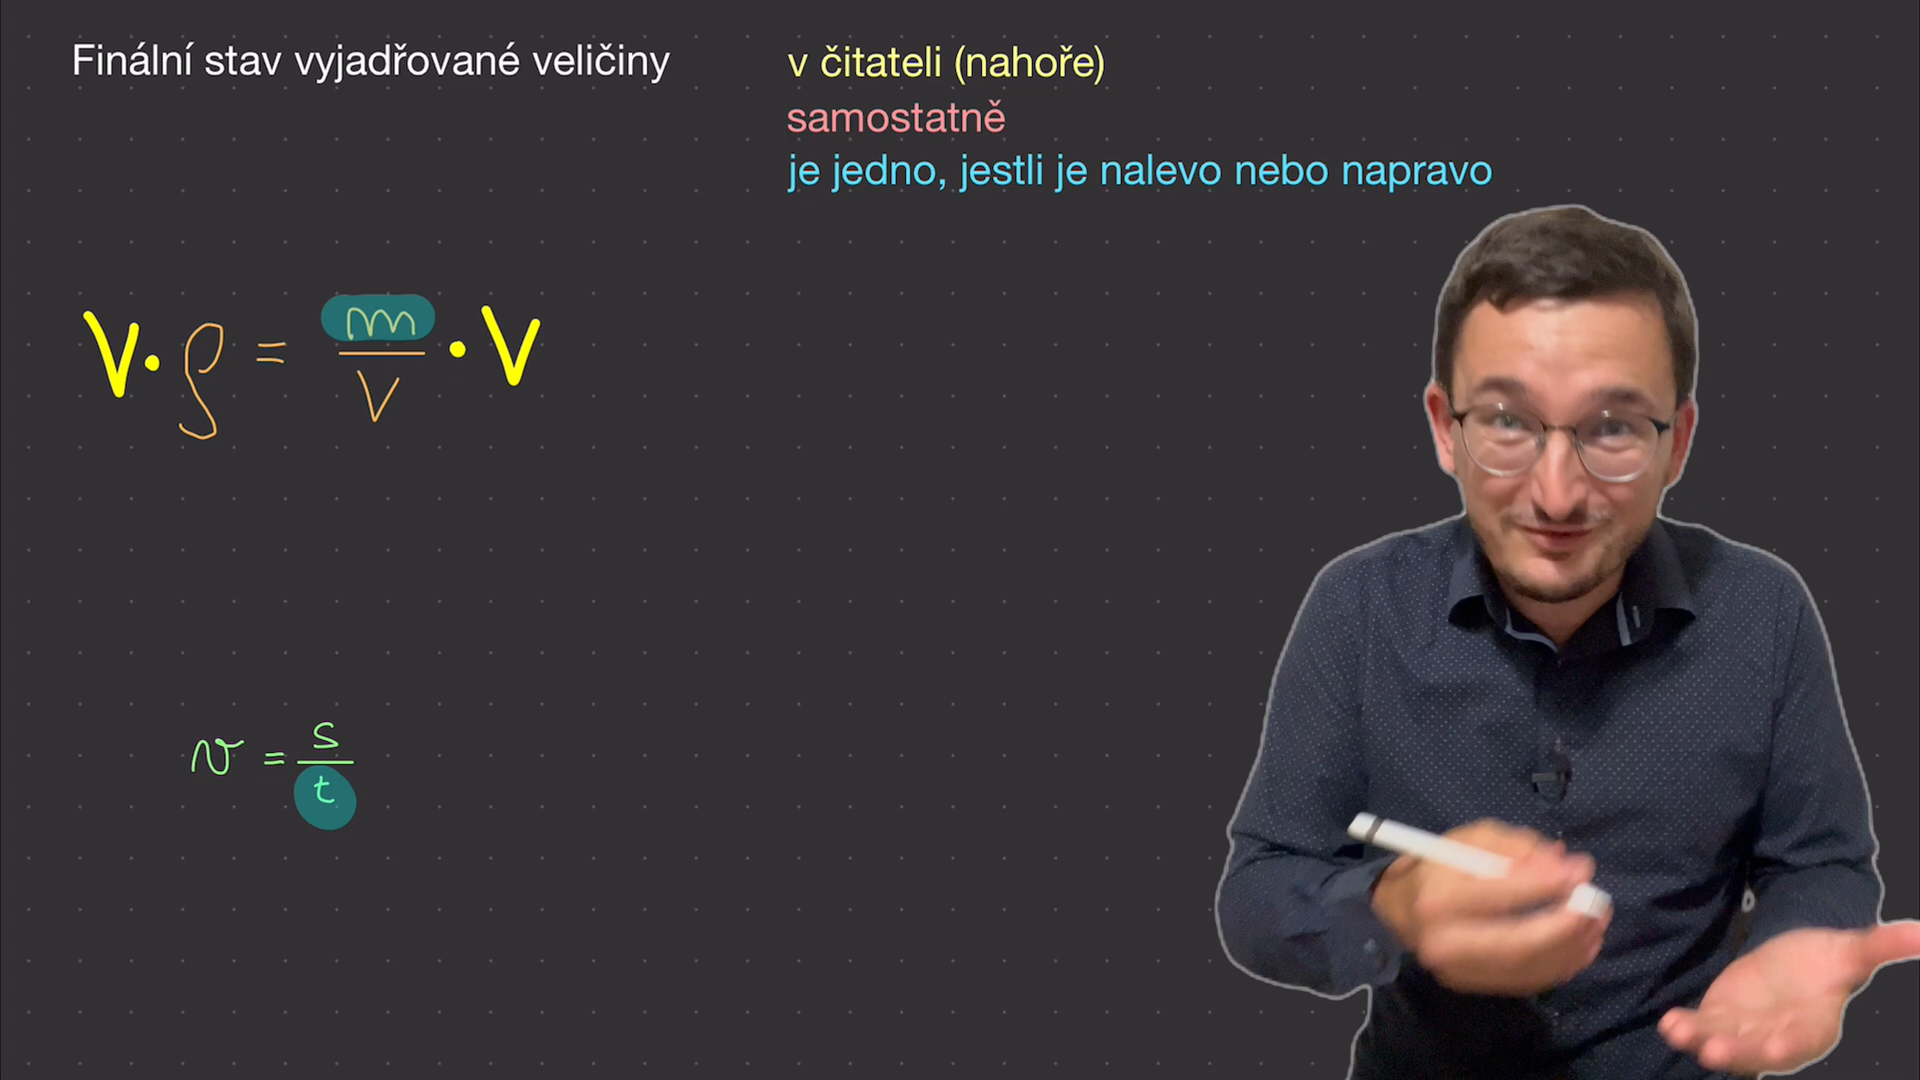 Finální stav vyjadřované veličiny
v čitateli (nahoře)
samostatně
je jedno, jestli je nalevo nebo napravo
V · ρ = m/V · V
v = s/t